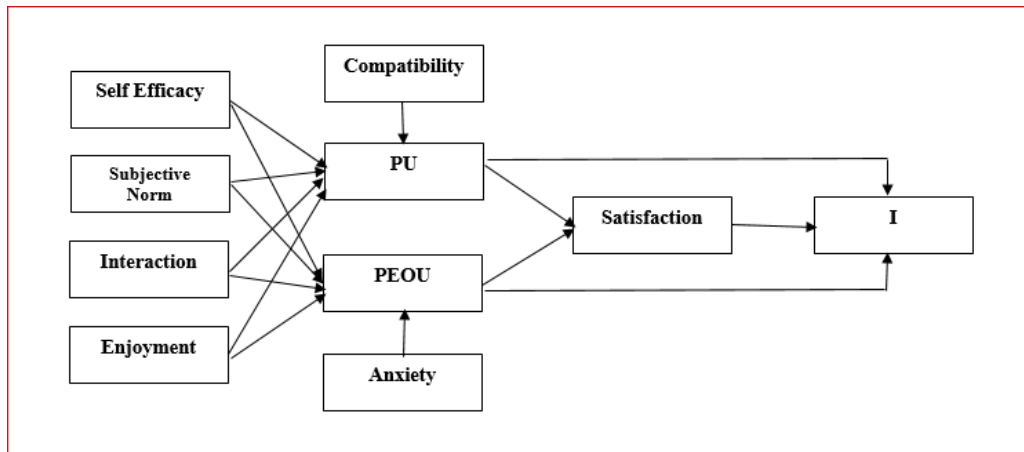 Compatibility
Self Efficacy
PU
Subjective
Norm
Satisfaction
I
Interaction
PEOU
Enjoyment
Anxiety